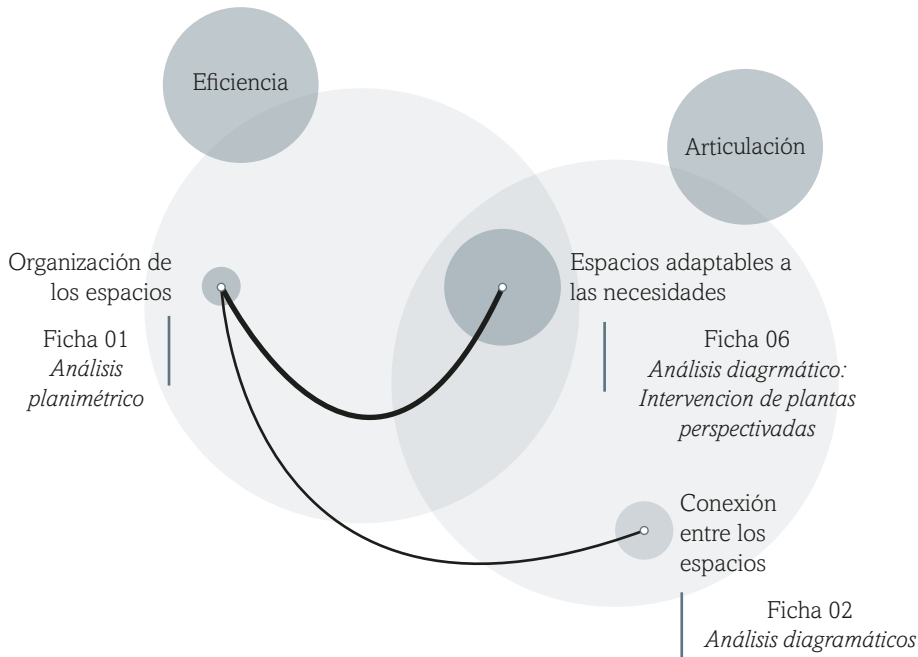 Eficiencia
Articulación
Organización de
los espacios
Ficha 01
Análisis
planimétrico
Espacios adaptables a
las necesidades
Ficha 06
Análisis diagrmático:
Intervencion de plantas
perspectivadas
Conexión
entre los
espacios
Ficha 02
Análisis diagramáticos